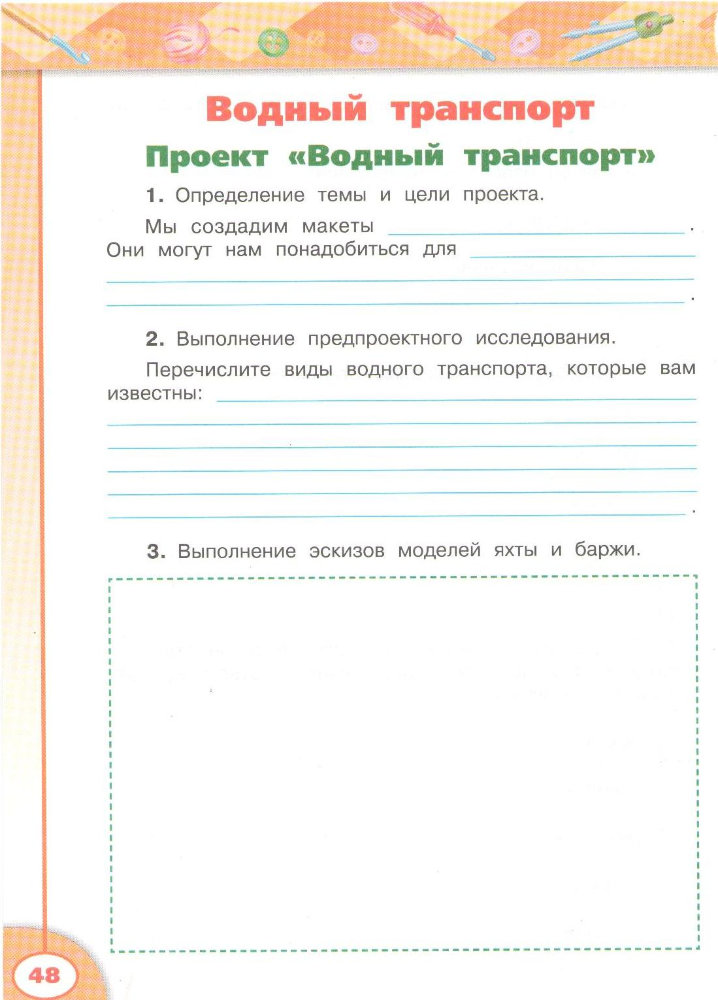 Водный транспорт
Проект «Водный транспорт»
1. Определение темы и цели проекта.
Мы создадим макеты .
Они могут нам понадобиться для
.
2. Выполнение предпроектного исследования.
Перечислите виды водного транспорта, которые вам
известны:
.
3. Выполнение эскизов моделей яхты и баржи.
48